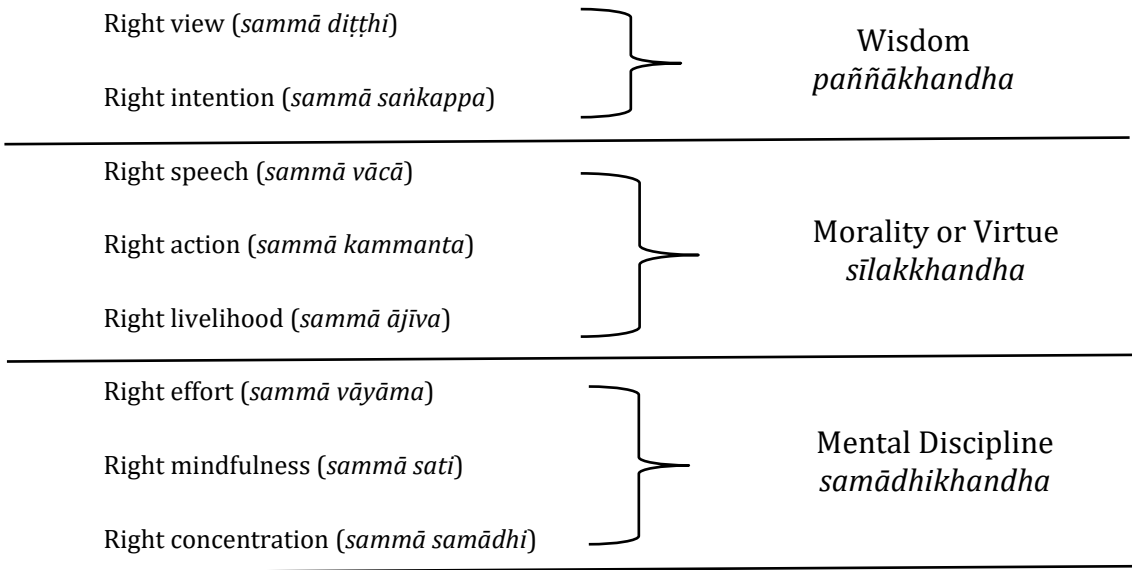 Right view (sammā diṭṭhi)
Right intention (sammā saṅkappa)
Wisdom
paññākhandha
Right speech (sammā vācā)
Right action (sammā kammanta)
Right livelihood (sammā ājīva)
Morality or Virtue
sīlakkhandha
Right effort (sammā vāyāma)
Right mindfulness (sammā sati)
Right concentration (sammā samādhi)
Mental Discipline
samādhikhandha